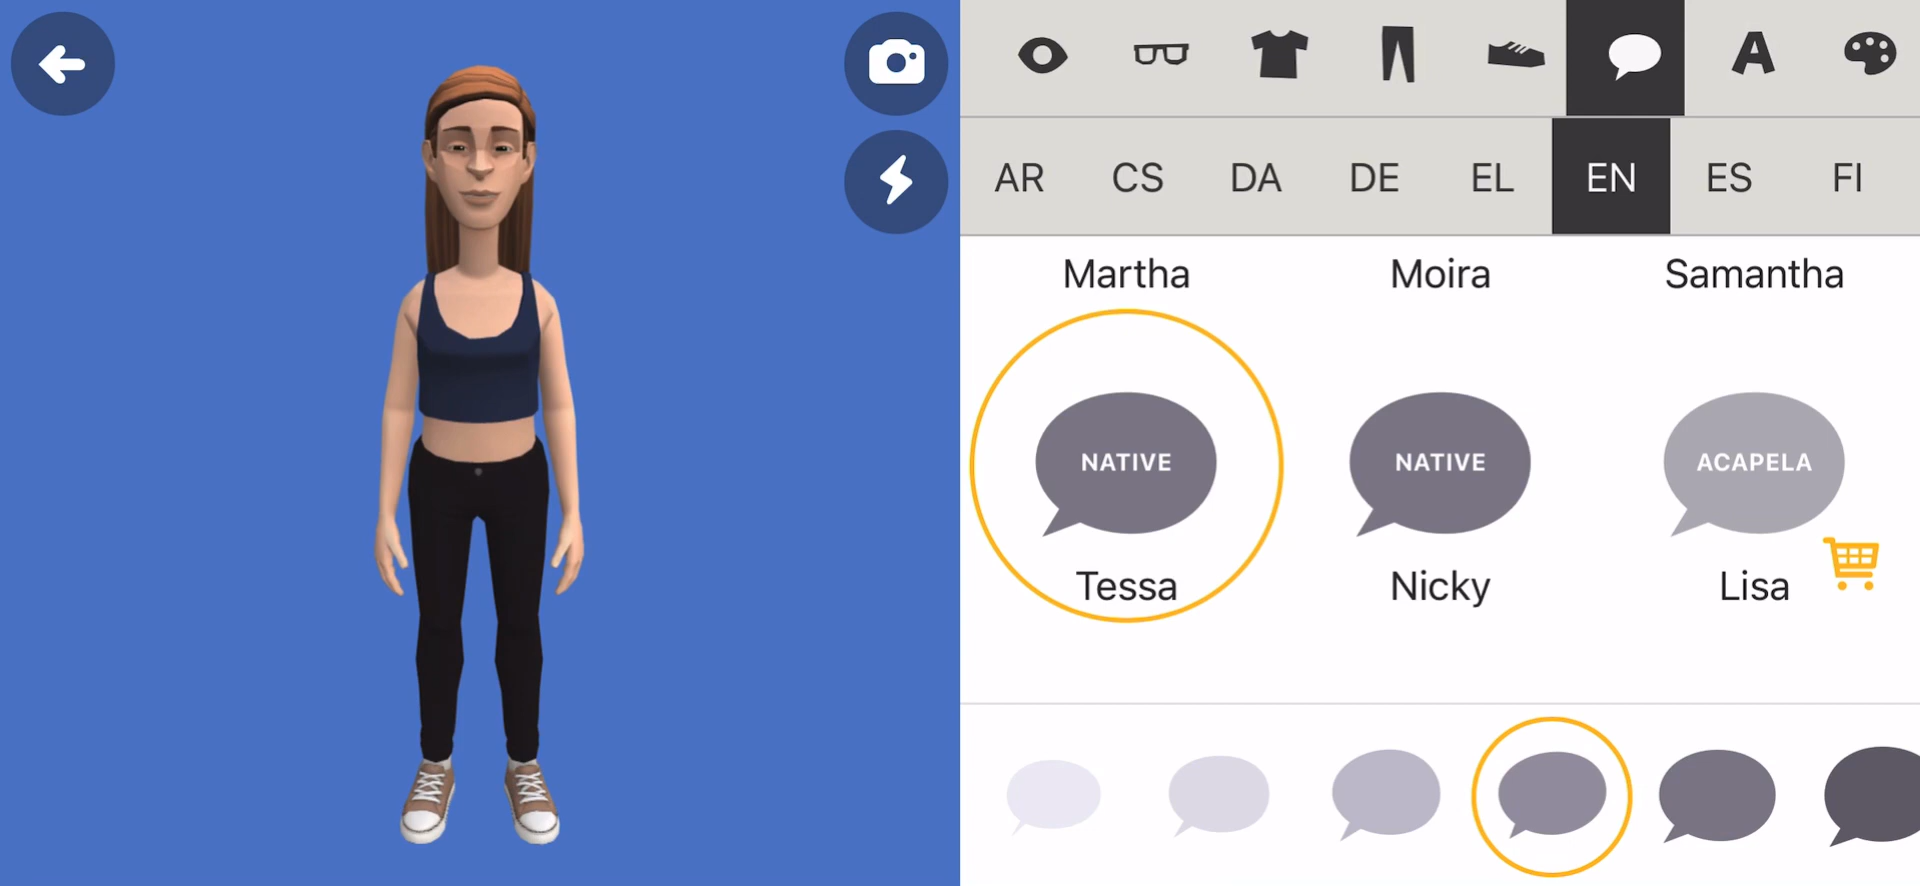 A
AR CS DA DE EL EN ES FI
Martha Moira Samantha
NATIVE NATIVE ACAPELA
Tessa Nicky Lisa